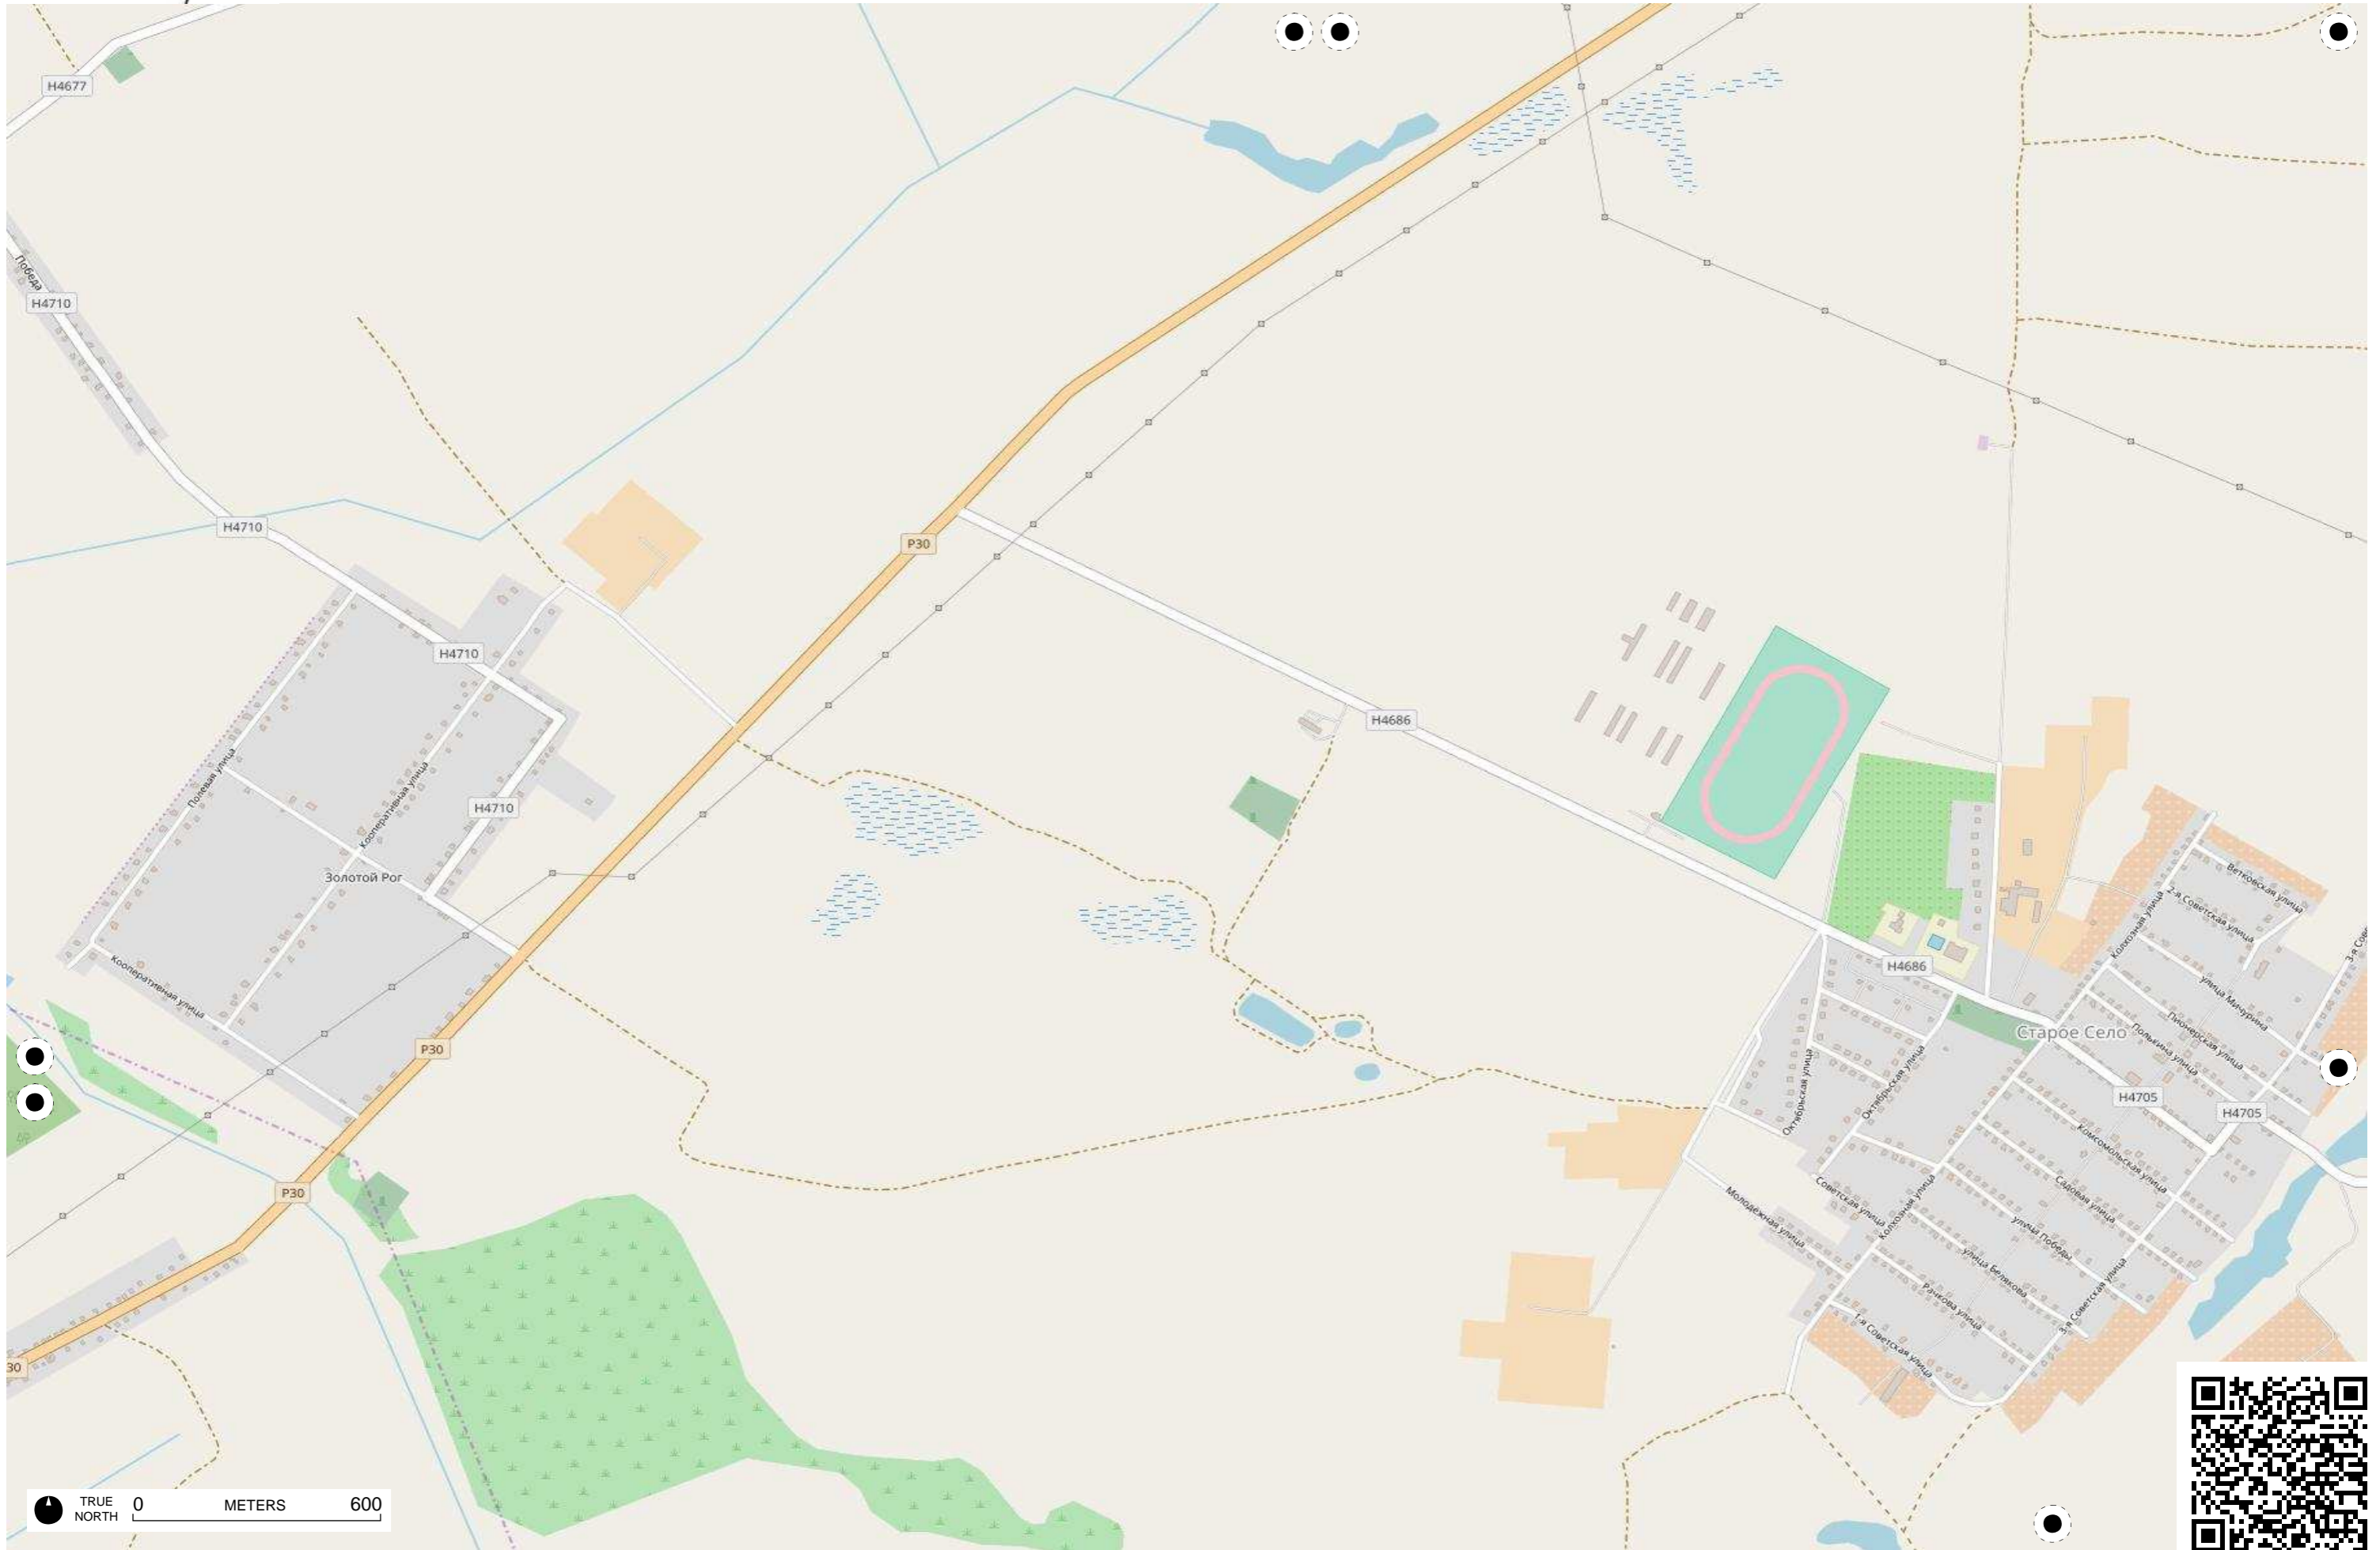 H4677
Победа
H4710
H4710
P30
H4710
H4686
Полевая улица
Кооперативная улица
H4710
Золотой Рог
Ветковская улица
2-я Советская улица
Колхозная улица
H4686
Кооперативная улица
улица Мичурина
Старое Село
Пионерская улица
P30
Полькина улица
Октябрьская улица
Октябрьская улица
H4705
H4705
Комсомольская улица
P30
Молодёжная улица
Советская улица
Колхозная улица
Садовая улица
улица Победы
улица Белякова
Рачкова улица
3-я Советская улица
1-я Советская улица
30
TRUE NORTH
0 METERS 600